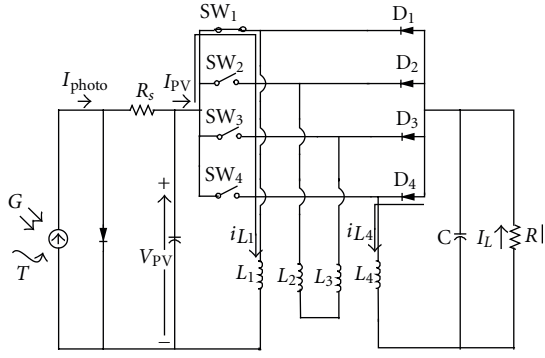 SW1
D1
SW2
D2
Iphoto
Rs
IPV
SW3
D3
SW4
D4
G
+
T
VPV
−
iL1
L1
L2
L3
iL4
L4
C
IL
R